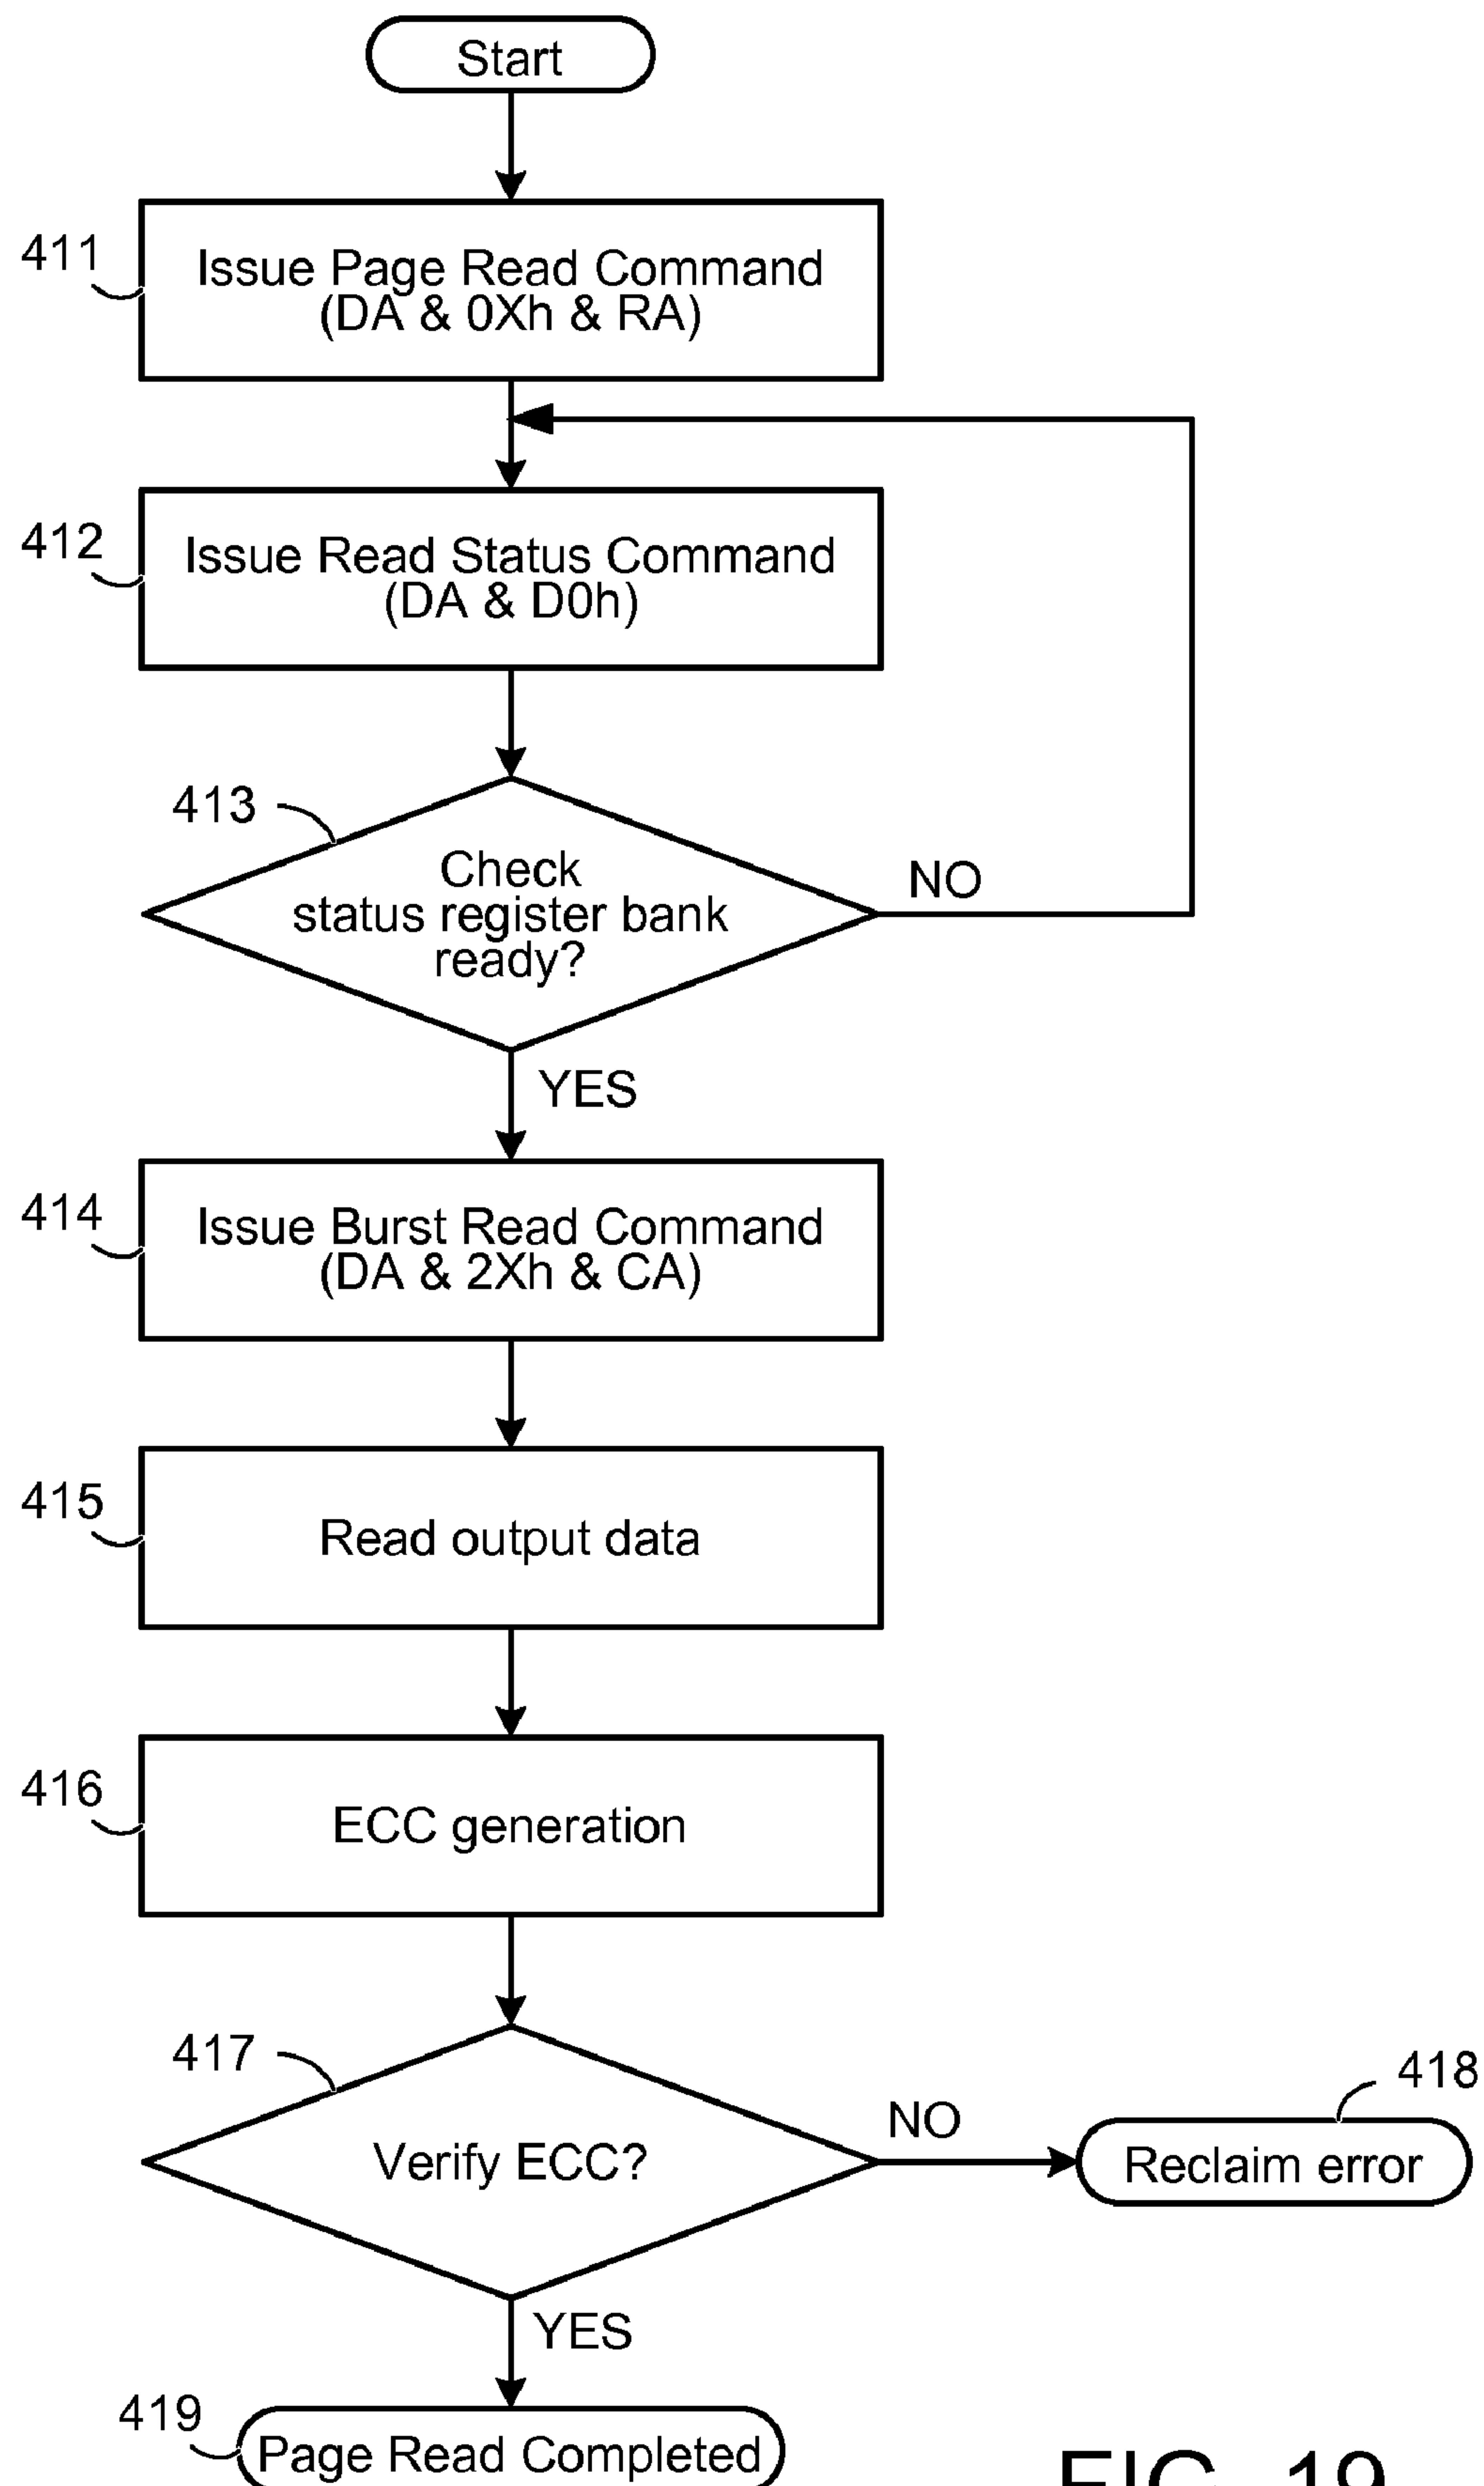 Start
411
Issue Page Read Command
(DA & 0Xh & RA)
412
Issue Read Status Command
(DA & D0h)
413
Check
status register bank
ready?
NO
YES
414
Issue Burst Read Command
(DA & 2Xh & CA)
415
Read output data
416
ECC generation
417
Verify ECC?
NO
418
Reclaim error
YES
419
Page Read Completed
FIG. 19